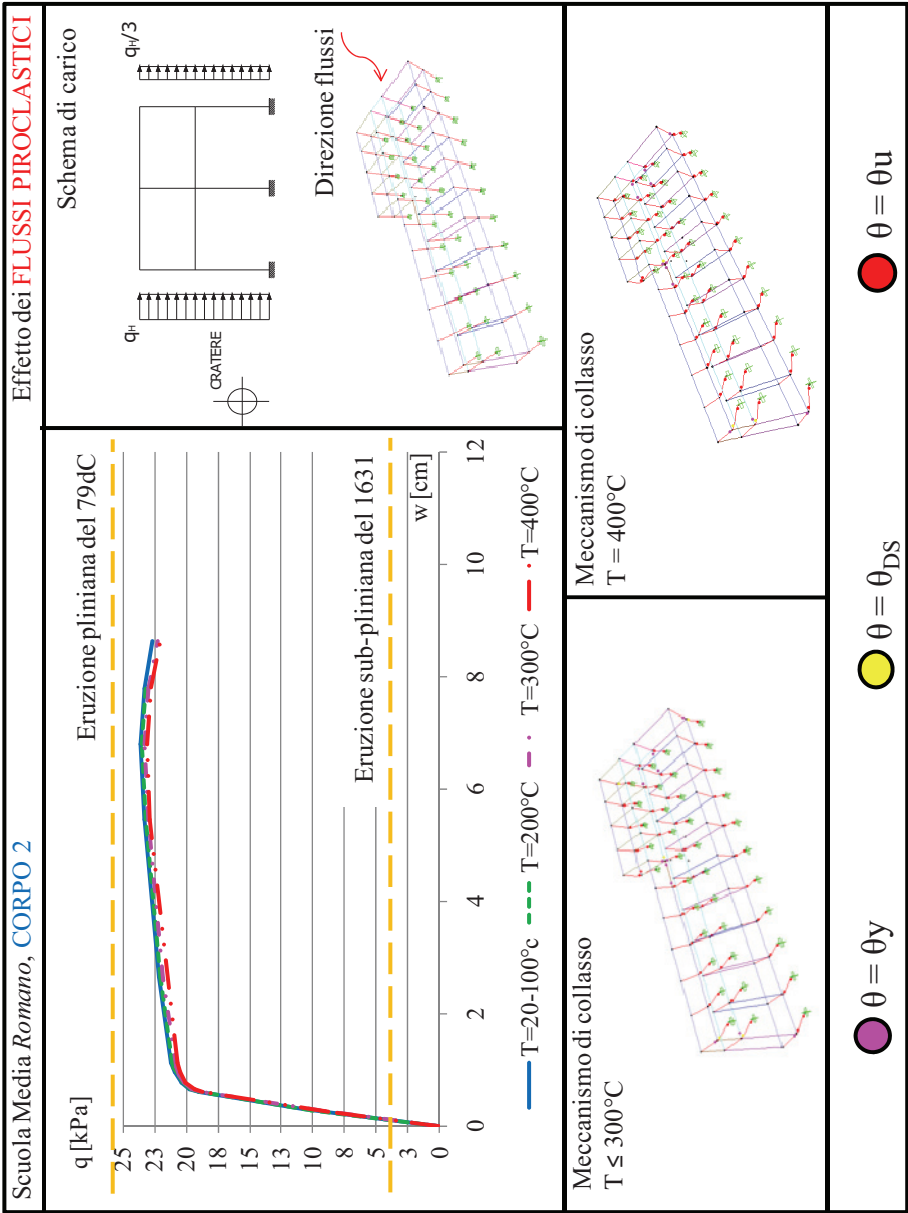 Scuola Media Romano, CORPO 2
Effetto dei FLUSSI PIROCLASTICI
q [kPa]
25
23
20
18
15
13
10
8
5
3
0
0
2
4
6
8
10
12
w [cm]
Eruzione pliniana del 79dC
Eruzione sub-pliniana del 1631
T=20-100°c
T=200°C
T=300°C
T=400°C
Schema di carico
qH
qH/3
CRATERE
Direzione flussi
Meccanismo di collasso
T ≤ 300°C
Meccanismo di collasso
T = 400°C
θ = θy
θ = θDS
θ = θu